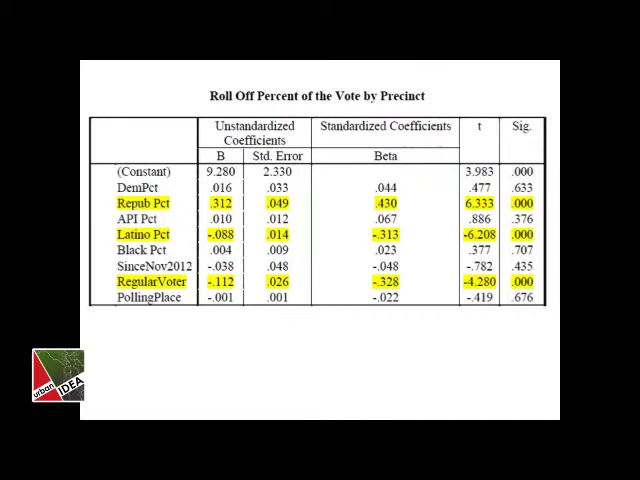 Roll Off Percent of the Vote by Precinct
Unstandardized Coefficients Standardized Coefficients t Sig.
B Std. Error Beta
(Constant) 9.280 2.330 3.983 .000
DemPct .016 .033 .044 .477 .633
Repub Pct .312 .049 .430 6.333 .000
API Pct .010 .012 .067 .886 .376
Latino Pct -.088 .014 -.313 -6.208 .000
Black Pct .004 .009 .023 .377 .707
SinceNov2012 -.038 .048 -.048 -.782 .435
RegularVoter -.112 .026 -.328 -4.280 .000
PollingPlace -.001 .001 -.022 -.419 .676
urban IDEA